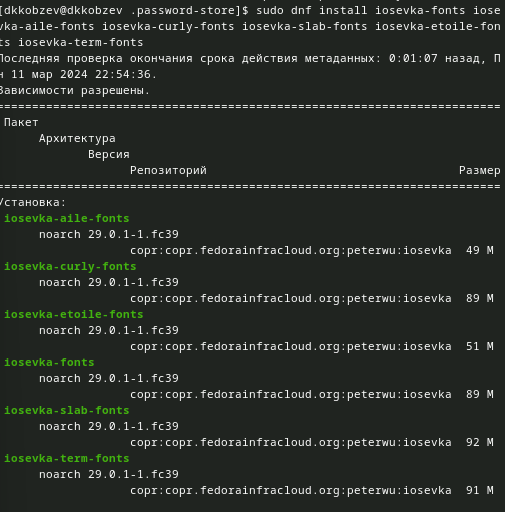 [dkkobzev@dkkobzev .password-store]$ sudo dnf install iosevka-fonts iose
vka-aile-fonts iosevka-curly-fonts iosevka-slab-fonts iosevka-etoile-fon
ts iosevka-term-fonts
Последняя проверка окончания срока действия метаданных: 0:01:07 назад, П
н 11 мар 2024 22:54:36.
Зависимости разрешены.
========================================================================
Пакет
Архитектура
Версия
Репозиторий Размер
========================================================================
Установка:
iosevka-aile-fonts
noarch 29.0.1-1.fc39
copr:copr.fedorainfracloud.org:peterwu:iosevka 49 M
iosevka-curly-fonts
noarch 29.0.1-1.fc39
copr:copr.fedorainfracloud.org:peterwu:iosevka 89 M
iosevka-etoile-fonts
noarch 29.0.1-1.fc39
copr:copr.fedorainfracloud.org:peterwu:iosevka 51 M
iosevka-fonts
noarch 29.0.1-1.fc39
copr:copr.fedorainfracloud.org:peterwu:iosevka 89 M
iosevka-slab-fonts
noarch 29.0.1-1.fc39
copr:copr.fedorainfracloud.org:peterwu:iosevka 92 M
iosevka-term-fonts
noarch 29.0.1-1.fc39
copr:copr.fedorainfracloud.org:peterwu:iosevka 91 M